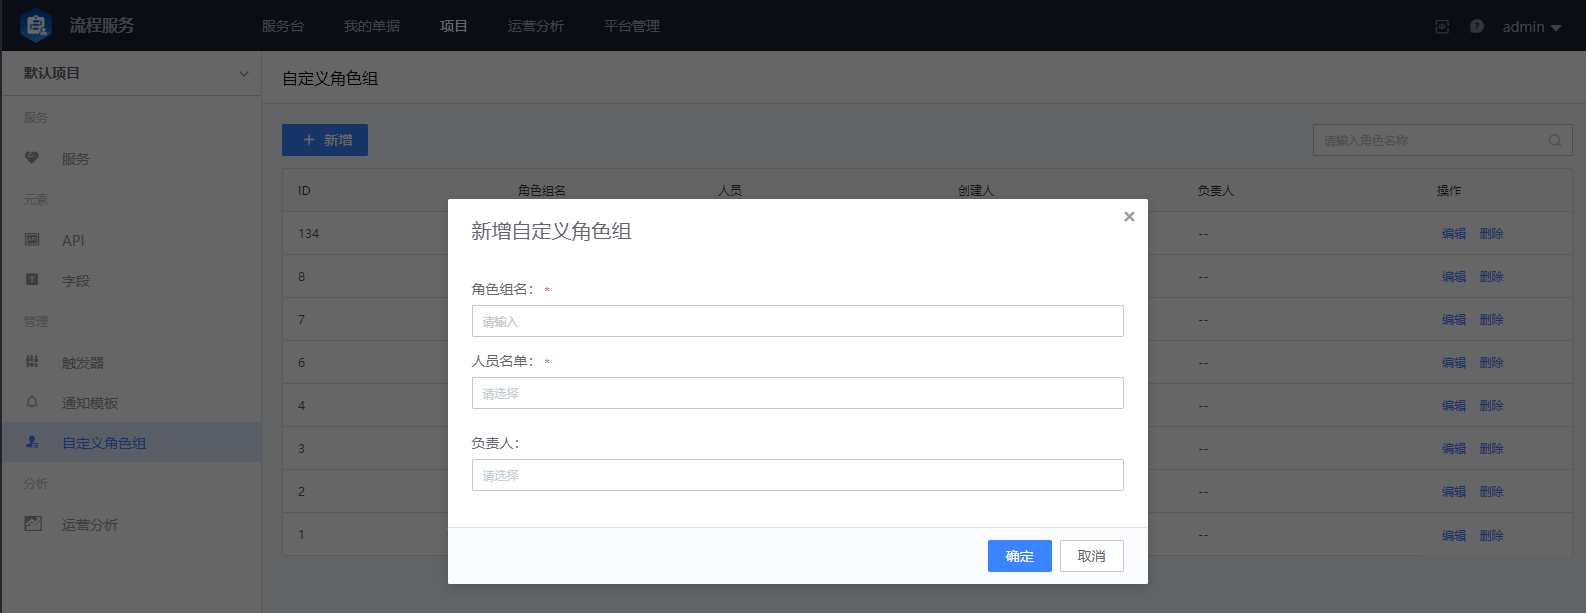 流程服务 服务台 我的单据 项目 运营分析 平台管理 admin
默认项目
自定义角色组
服务
服务
元素
API
字段
管理
触发器
通知模板
自定义角色组
分析
运营分析
+ 新增 请输入角色名称
ID 角色组名 人员 创建人 负责人 操作
134 -- 编辑 删除
8 -- 编辑 删除
7 -- 编辑 删除
6 -- 编辑 删除
4 -- 编辑 删除
3 -- 编辑 删除
2 -- 编辑 删除
1 -- 编辑 删除
新增自定义角色组
角色组名： *
请输入
人员名单： *
请选择
负责人：
请选择
确定 取消